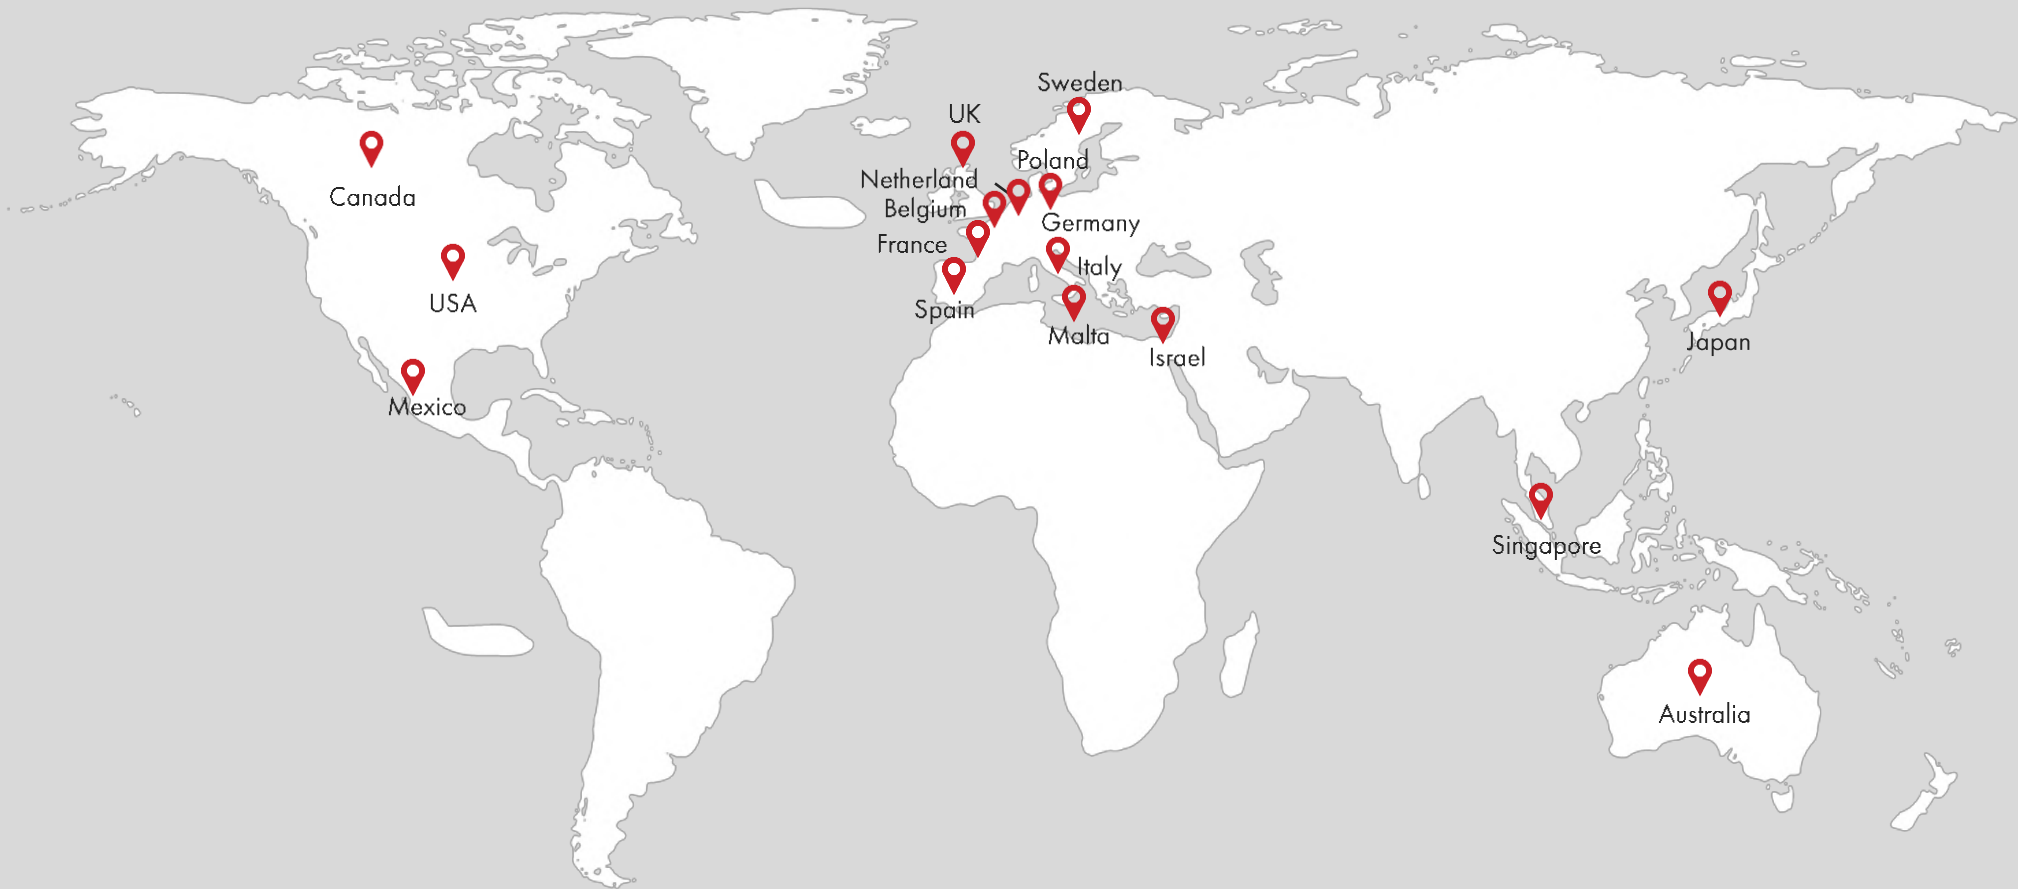 Sweden
UK
Poland
Netherland
Canada
Belgium
Germany
France
Italy
USA
Spain
Malta
Japan
Israel
Mexico
Singapore
Australia